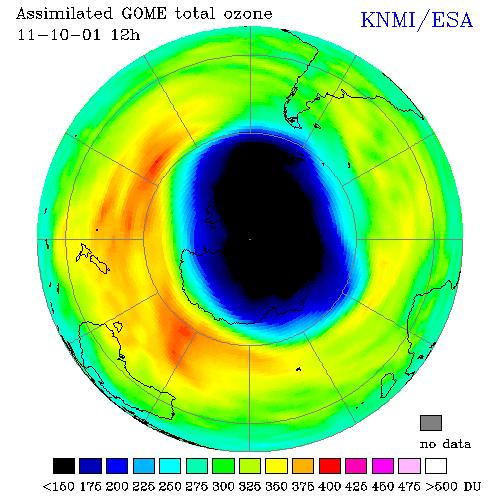 Assimilated GOME total ozone
11-10-01 12h
KNMI/ESA
no data
<150 175 200 225 250 275 300 325 350 375 400 425 450 475 >500 DU